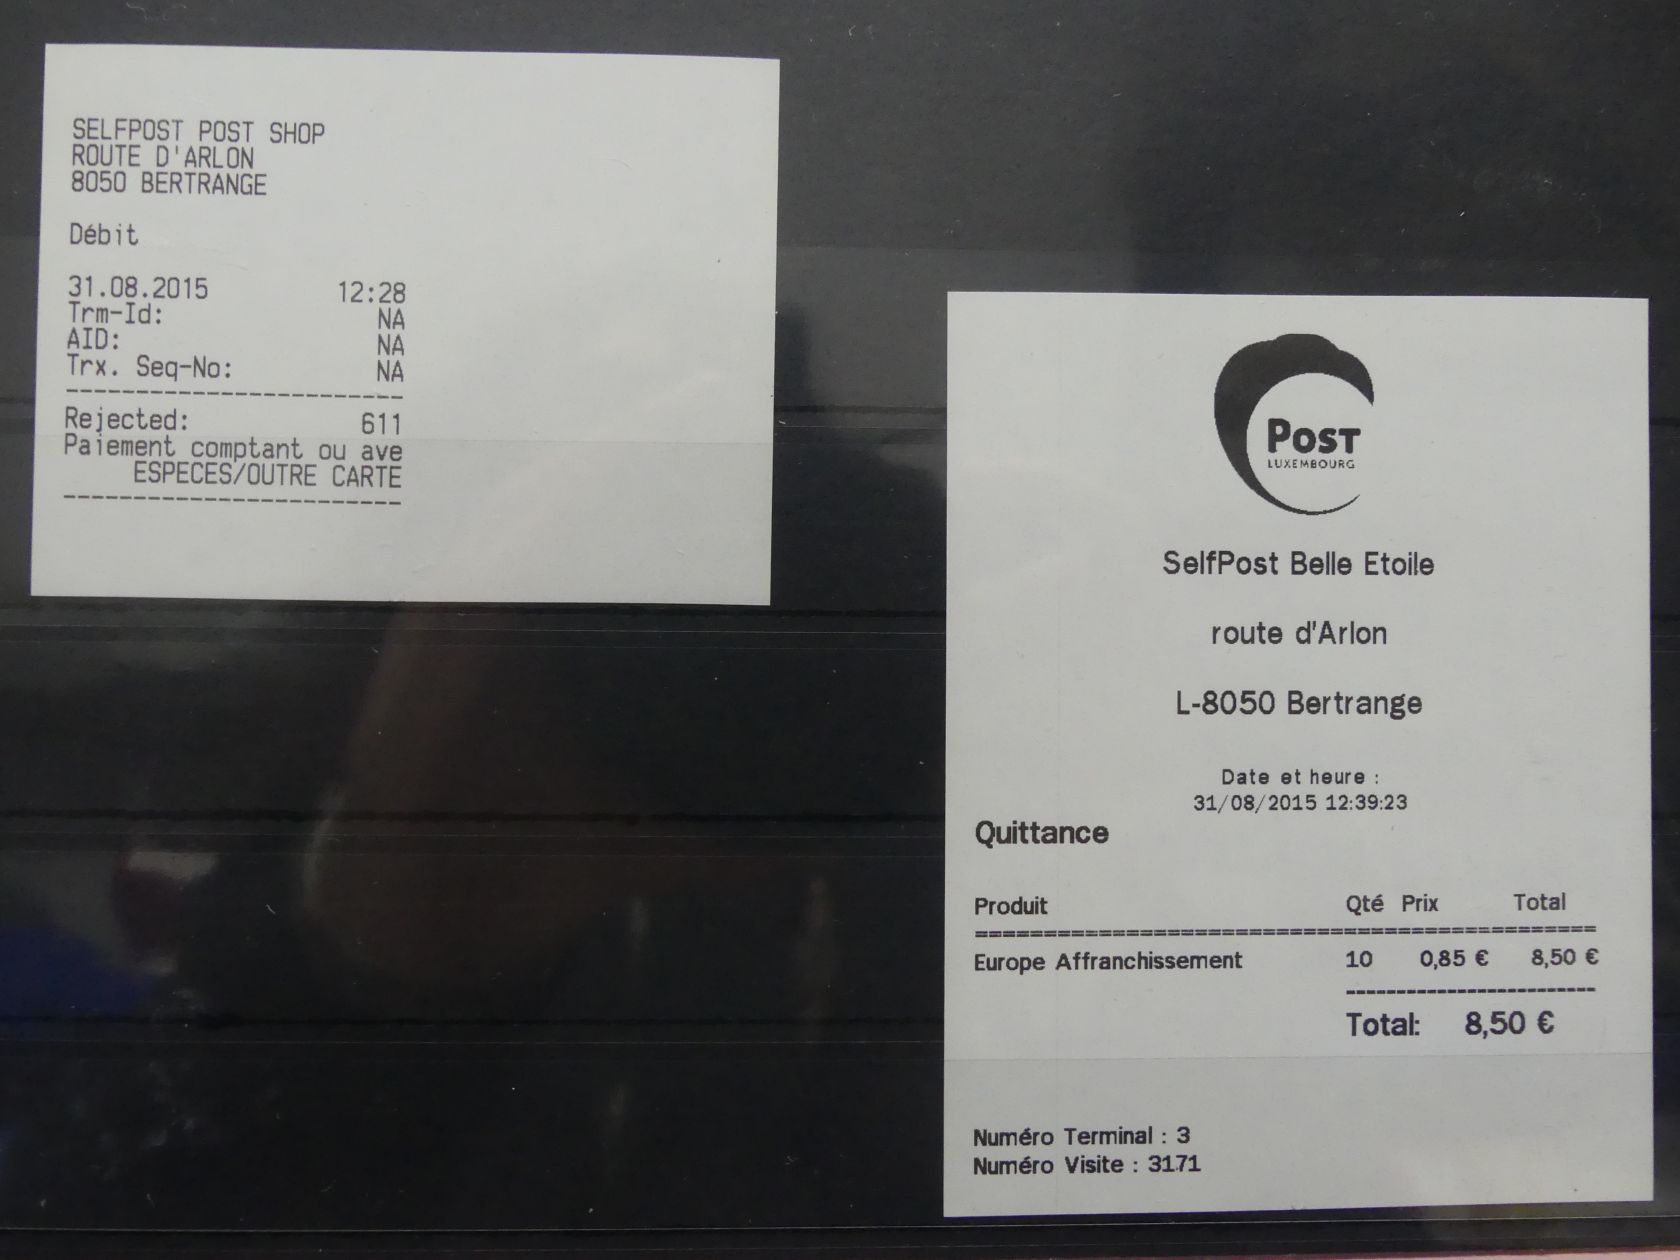 SELFPOST POST SHOP
ROUTE D'ARLON
8050 BERTRANGE
Débit
31.08.2015 12:28
Trm-Id: NA
AID: NA
Trx. Seq-No: NA
------------------------
Rejected: 611
Paiement comptant ou ave
ESPECES/OUTRE CARTE
------------------------
POST
LUXEMBOURG
SelfPost Belle Etoile
route d'Arlon
L-8050 Bertrange
Date et heure :
31/08/2015 12:39:23
Quittance
Produit Qté Prix Total
==============================================
Europe Affranchissement 10 0,85 € 8,50 €
------------------------
Total: 8,50 €
Numéro Terminal : 3
Numéro Visite : 3171